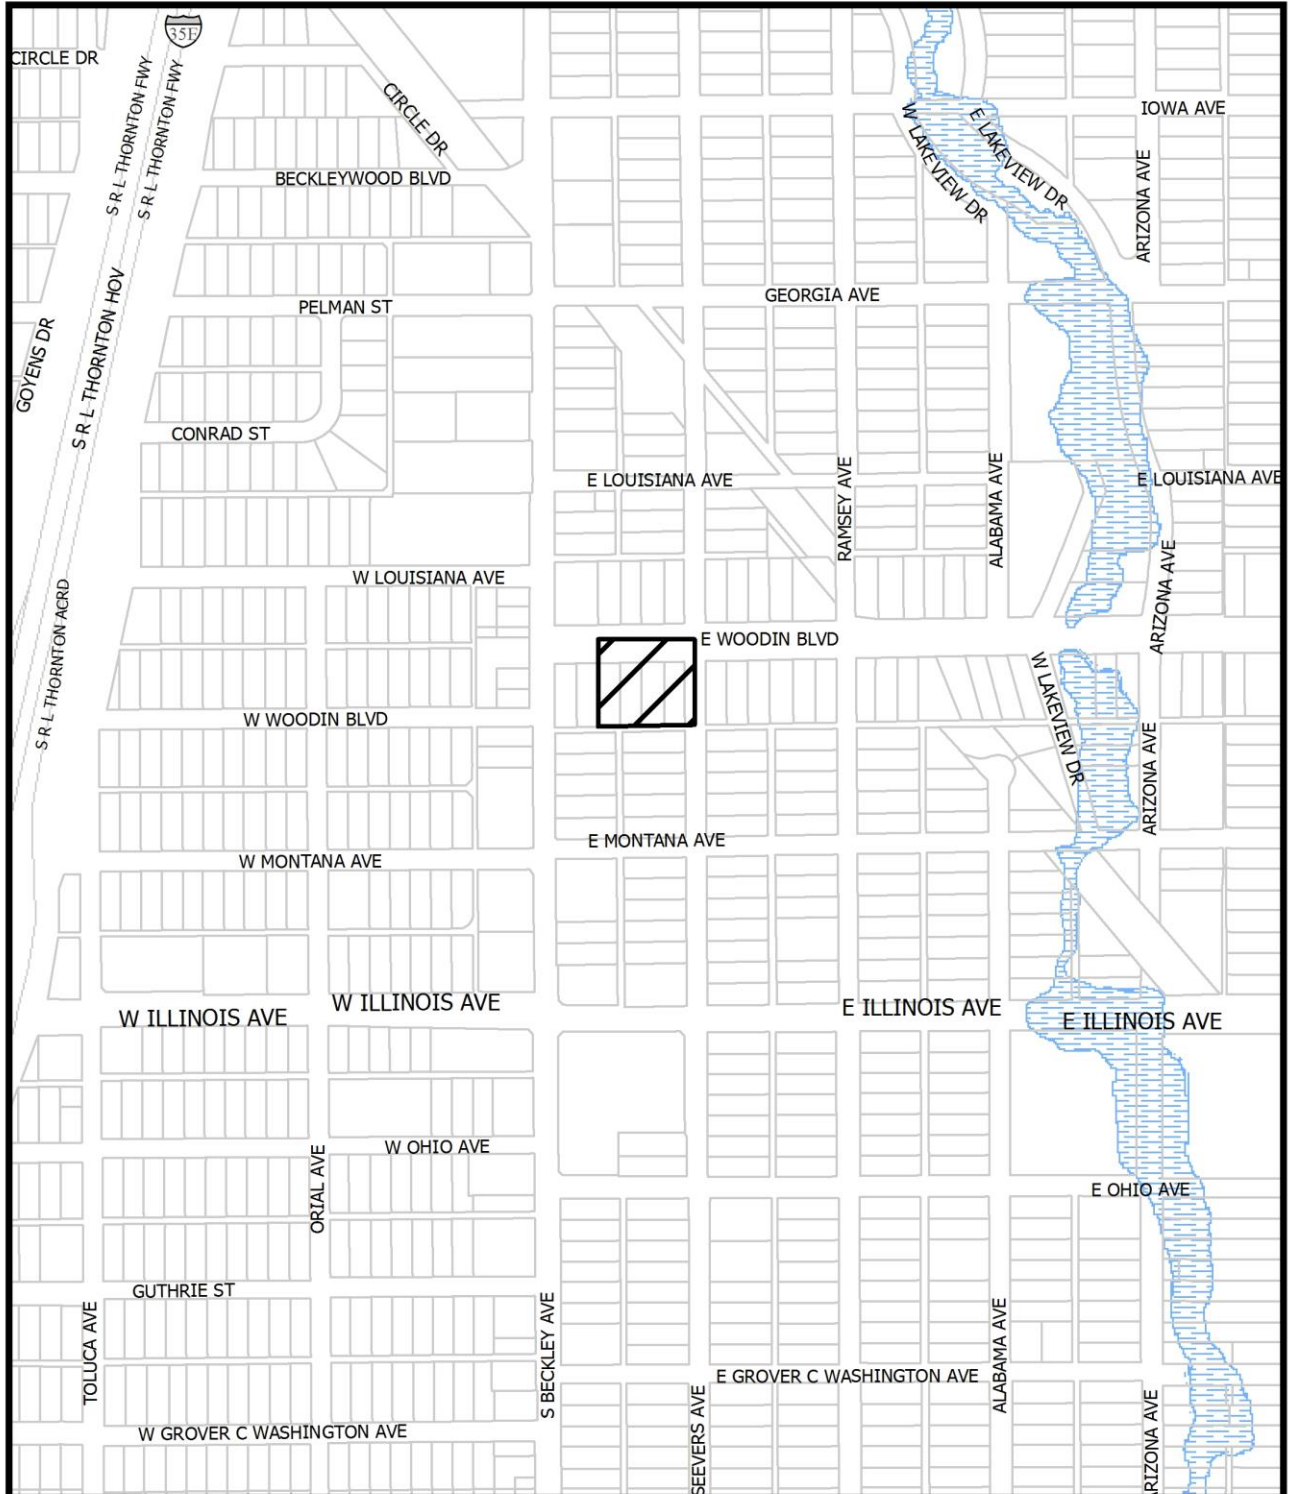 35E
CIRCLE DR
S R L THORNTON FWY
S R L THORNTON FWY
CIRCLE DR
W LAKEVIEW DR
E LAKEVIEW DR
IOWA AVE
ARIZONA AVE
BECKLEYWOOD BLVD
S R L THORNTON HOV
PELMAN ST
GEORGIA AVE
GOYENS DR
CONRAD ST
E LOUISIANA AVE
RAMSEY AVE
ALABAMA AVE
E LOUISIANA AVE
ARIZONA AVE
W LOUISIANA AVE
S R L THORNTON ACRD
E WOODIN BLVD
W LAKEVIEW DR
W WOODIN BLVD
ARIZONA AVE
E MONTANA AVE
W MONTANA AVE
W ILLINOIS AVE
W ILLINOIS AVE
E ILLINOIS AVE
E ILLINOIS AVE
W OHIO AVE
ORIAL AVE
E OHIO AVE
GUTHRIE ST
TOLUCA AVE
S BECKLEY AVE
ALABAMA AVE
E GROVER C WASHINGTON AVE
SEEVERS AVE
ARIZONA AVE
W GROVER C WASHINGTON AVE